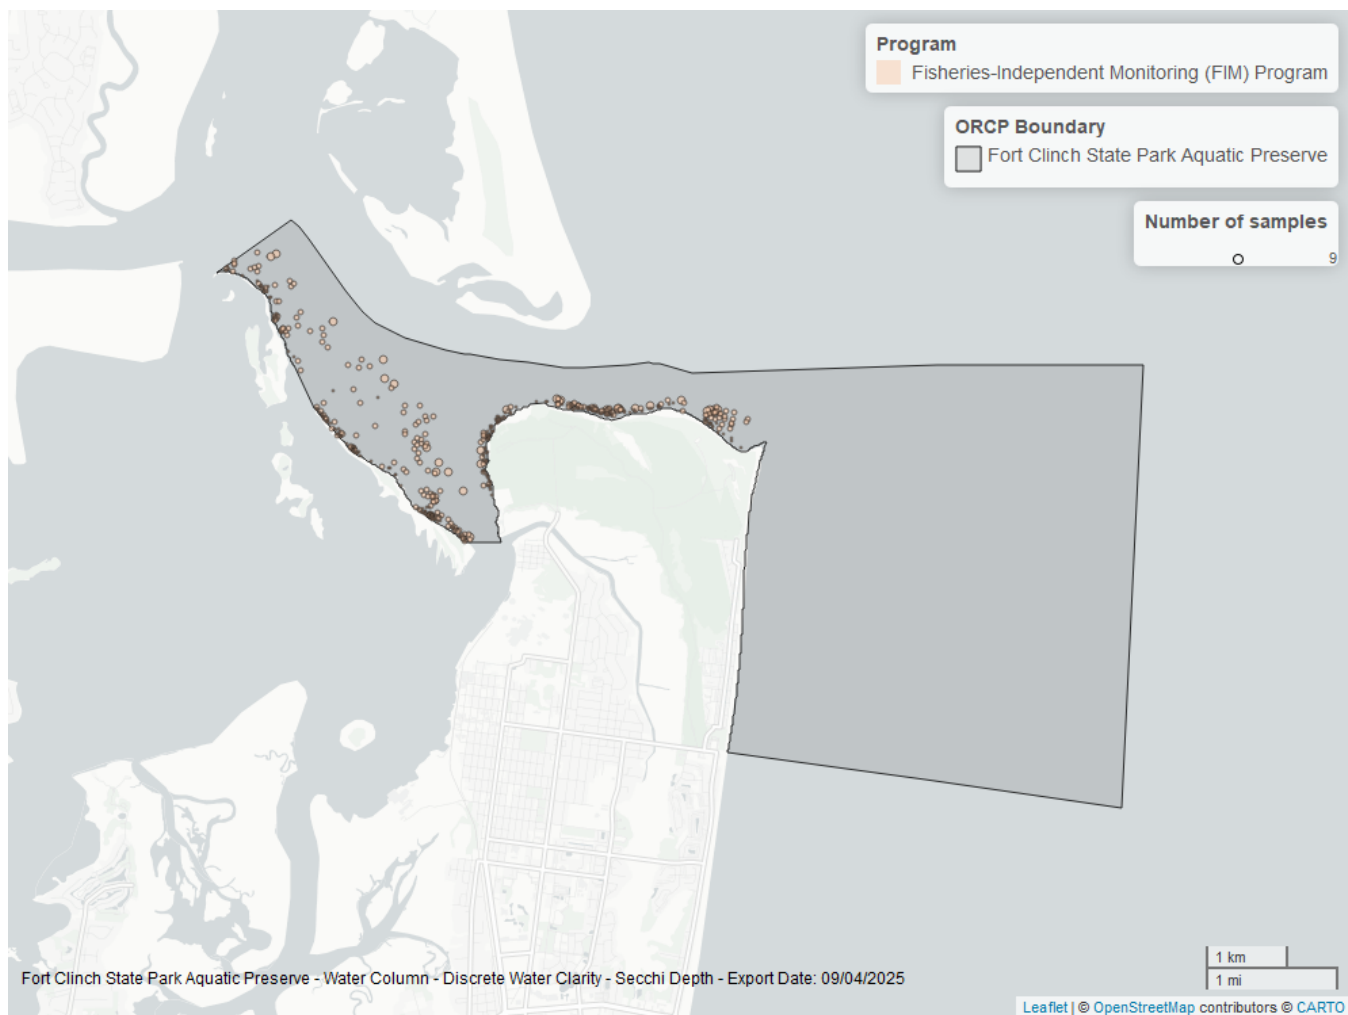 Program
Fisheries-Independent Monitoring (FIM) Program
ORCP Boundary
Fort Clinch State Park Aquatic Preserve
Number of samples
9
1 km
1 mi
Fort Clinch State Park Aquatic Preserve - Water Column - Discrete Water Clarity - Secchi Depth - Export Date: 09/04/2025
Leaflet | © OpenStreetMap contributors © CARTO